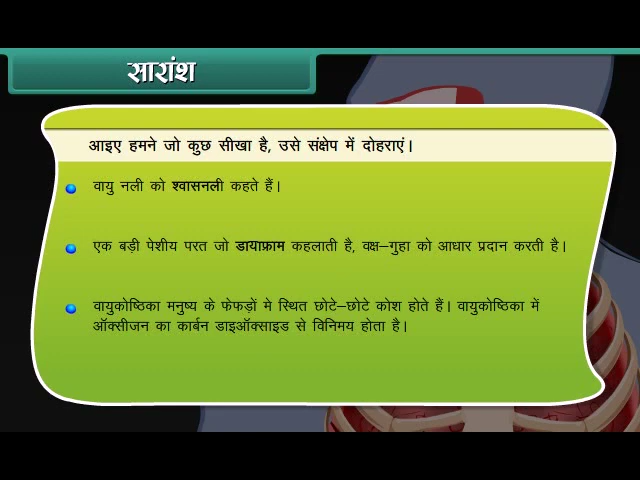 सारांश
आइए हमने जो कुछ सीखा है, उसे संक्षेप में दोहराएं।
वायु नली को श्वासनली कहते हैं।
एक बड़ी पेशीय परत जो डायाफ्राम कहलाती है, वक्ष–गुहा को आधार प्रदान करती है।
वायुकोष्ठिका मनुष्य के फेफड़ों मे स्थित छोटे–छोटे कोश होते हैं। वायुकोष्ठिका में
ऑक्सीजन का कार्बन डाइऑक्साइड से विनिमय होता है।